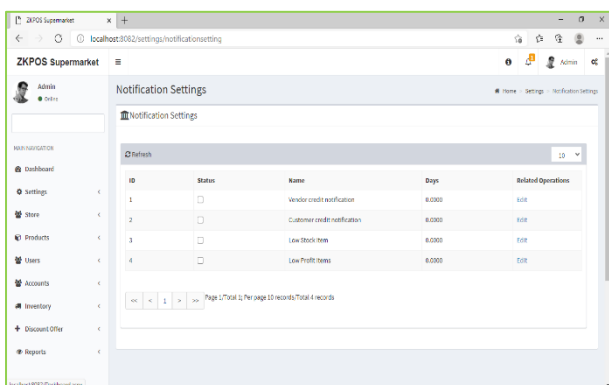 ZKPOS Supermarket
localhost:8082/settings/notificationsetting
ZKPOS Supermarket
Admin
Admin
Online
Notification Settings
Home > Settings > Notification Settings
Notification Settings
MAIN NAVIGATION
Dashboard
Settings
Store
Products
Users
Accounts
Inventory
Discount Offer
Reports
Refresh
10
ID Status Name Days Related Operations
1 Vendor credit notification 0.0000 Edit
2 Customer credit notification 0.0000 Edit
3 Low Stock Item 0.0000 Edit
4 Low Profit Items 0.0000 Edit
<< < 1 > >> Page 1/Total 1; Per page 10 records/Total 4 records